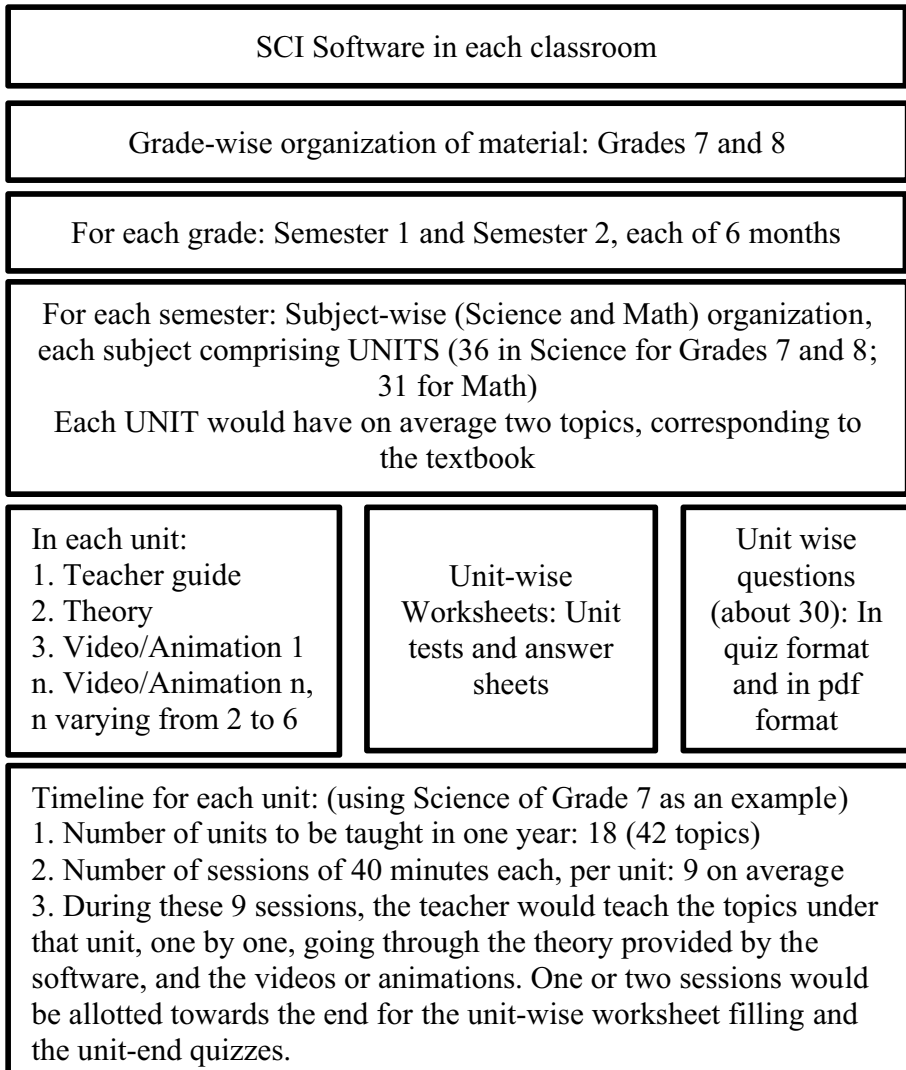 SCI Software in each classroom
Grade-wise organization of material: Grades 7 and 8
For each grade: Semester 1 and Semester 2, each of 6 months
For each semester: Subject-wise (Science and Math) organization,
each subject comprising UNITS (36 in Science for Grades 7 and 8;
31 for Math)
Each UNIT would have on average two topics, corresponding to
the textbook
In each unit:
1. Teacher guide
2. Theory
3. Video/Animation 1
n. Video/Animation n,
n varying from 2 to 6
Unit-wise
Worksheets: Unit
tests and answer
sheets
Unit wise
questions
(about 30): In
quiz format
and in pdf
format
Timeline for each unit: (using Science of Grade 7 as an example)
1. Number of units to be taught in one year: 18 (42 topics)
2. Number of sessions of 40 minutes each, per unit: 9 on average
3. During these 9 sessions, the teacher would teach the topics under
that unit, one by one, going through the theory provided by the
software, and the videos or animations. One or two sessions would
be allotted towards the end for the unit-wise worksheet filling and
the unit-end quizzes.